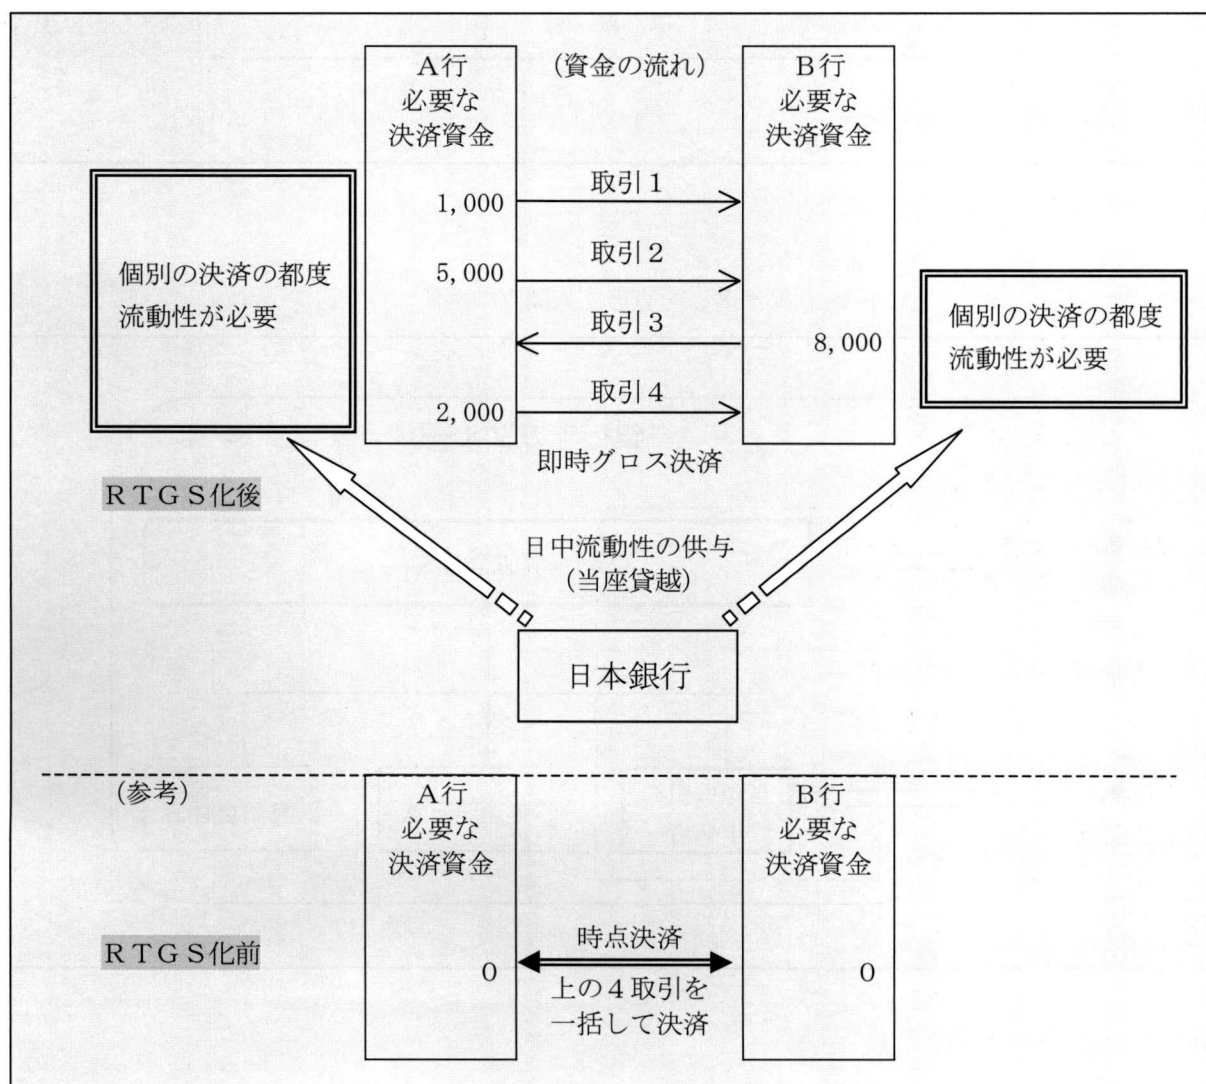 A行
必要な
決済資金
(資金の流れ)
B行
必要な
決済資金
取引1
1,000
取引2
5,000
取引3
8,000
取引4
2,000
個別の決済の都度
流動性が必要
個別の決済の都度
流動性が必要
即時グロス決済
RTGS化後
日中流動性の供与
(当座貸越)
日本銀行
(参考)
A行
必要な
決済資金
B行
必要な
決済資金
RTGS化前
時点決済
0
0
上の4取引を
一括して決済